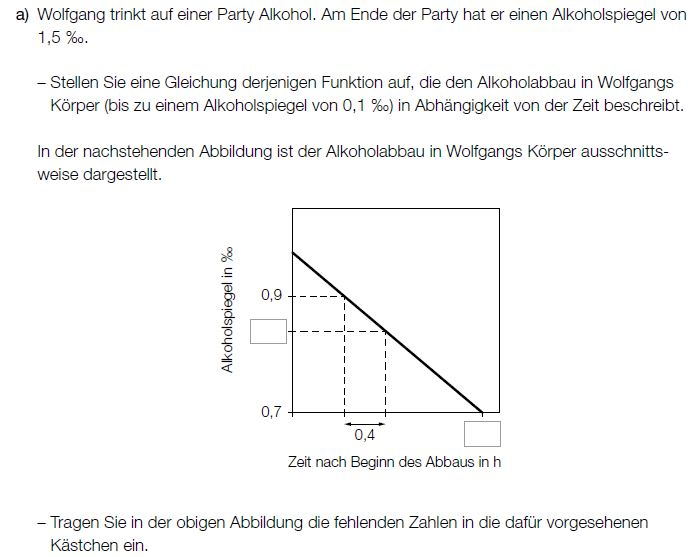 a) Wolfgang trinkt auf einer Party Alkohol. Am Ende der Party hat er einen Alkoholspiegel von
1,5 ‰.
– Stellen Sie eine Gleichung derjenigen Funktion auf, die den Alkoholabbau in Wolfgangs
Körper (bis zu einem Alkoholspiegel von 0,1 ‰) in Abhängigkeit von der Zeit beschreibt.
In der nachstehenden Abbildung ist der Alkoholabbau in Wolfgangs Körper ausschnitts-
weise dargestellt.
Alkoholspiegel in ‰
0,9
0,7
0,4
Zeit nach Beginn des Abbaus in h
– Tragen Sie in der obigen Abbildung die fehlenden Zahlen in die dafür vorgesehenen
Kästchen ein.